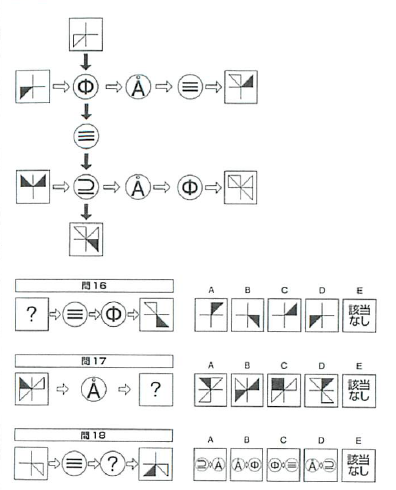 Φ Å ≡
≡
⊇ Å Φ
問16
A B C D E
? ≡ Φ 該当なし
問17
A B C D E
Å ? 該当なし
問18
A B C D E
≡ ? ⊇Å ÅΦ Φ≡ Å⊇ 該当なし